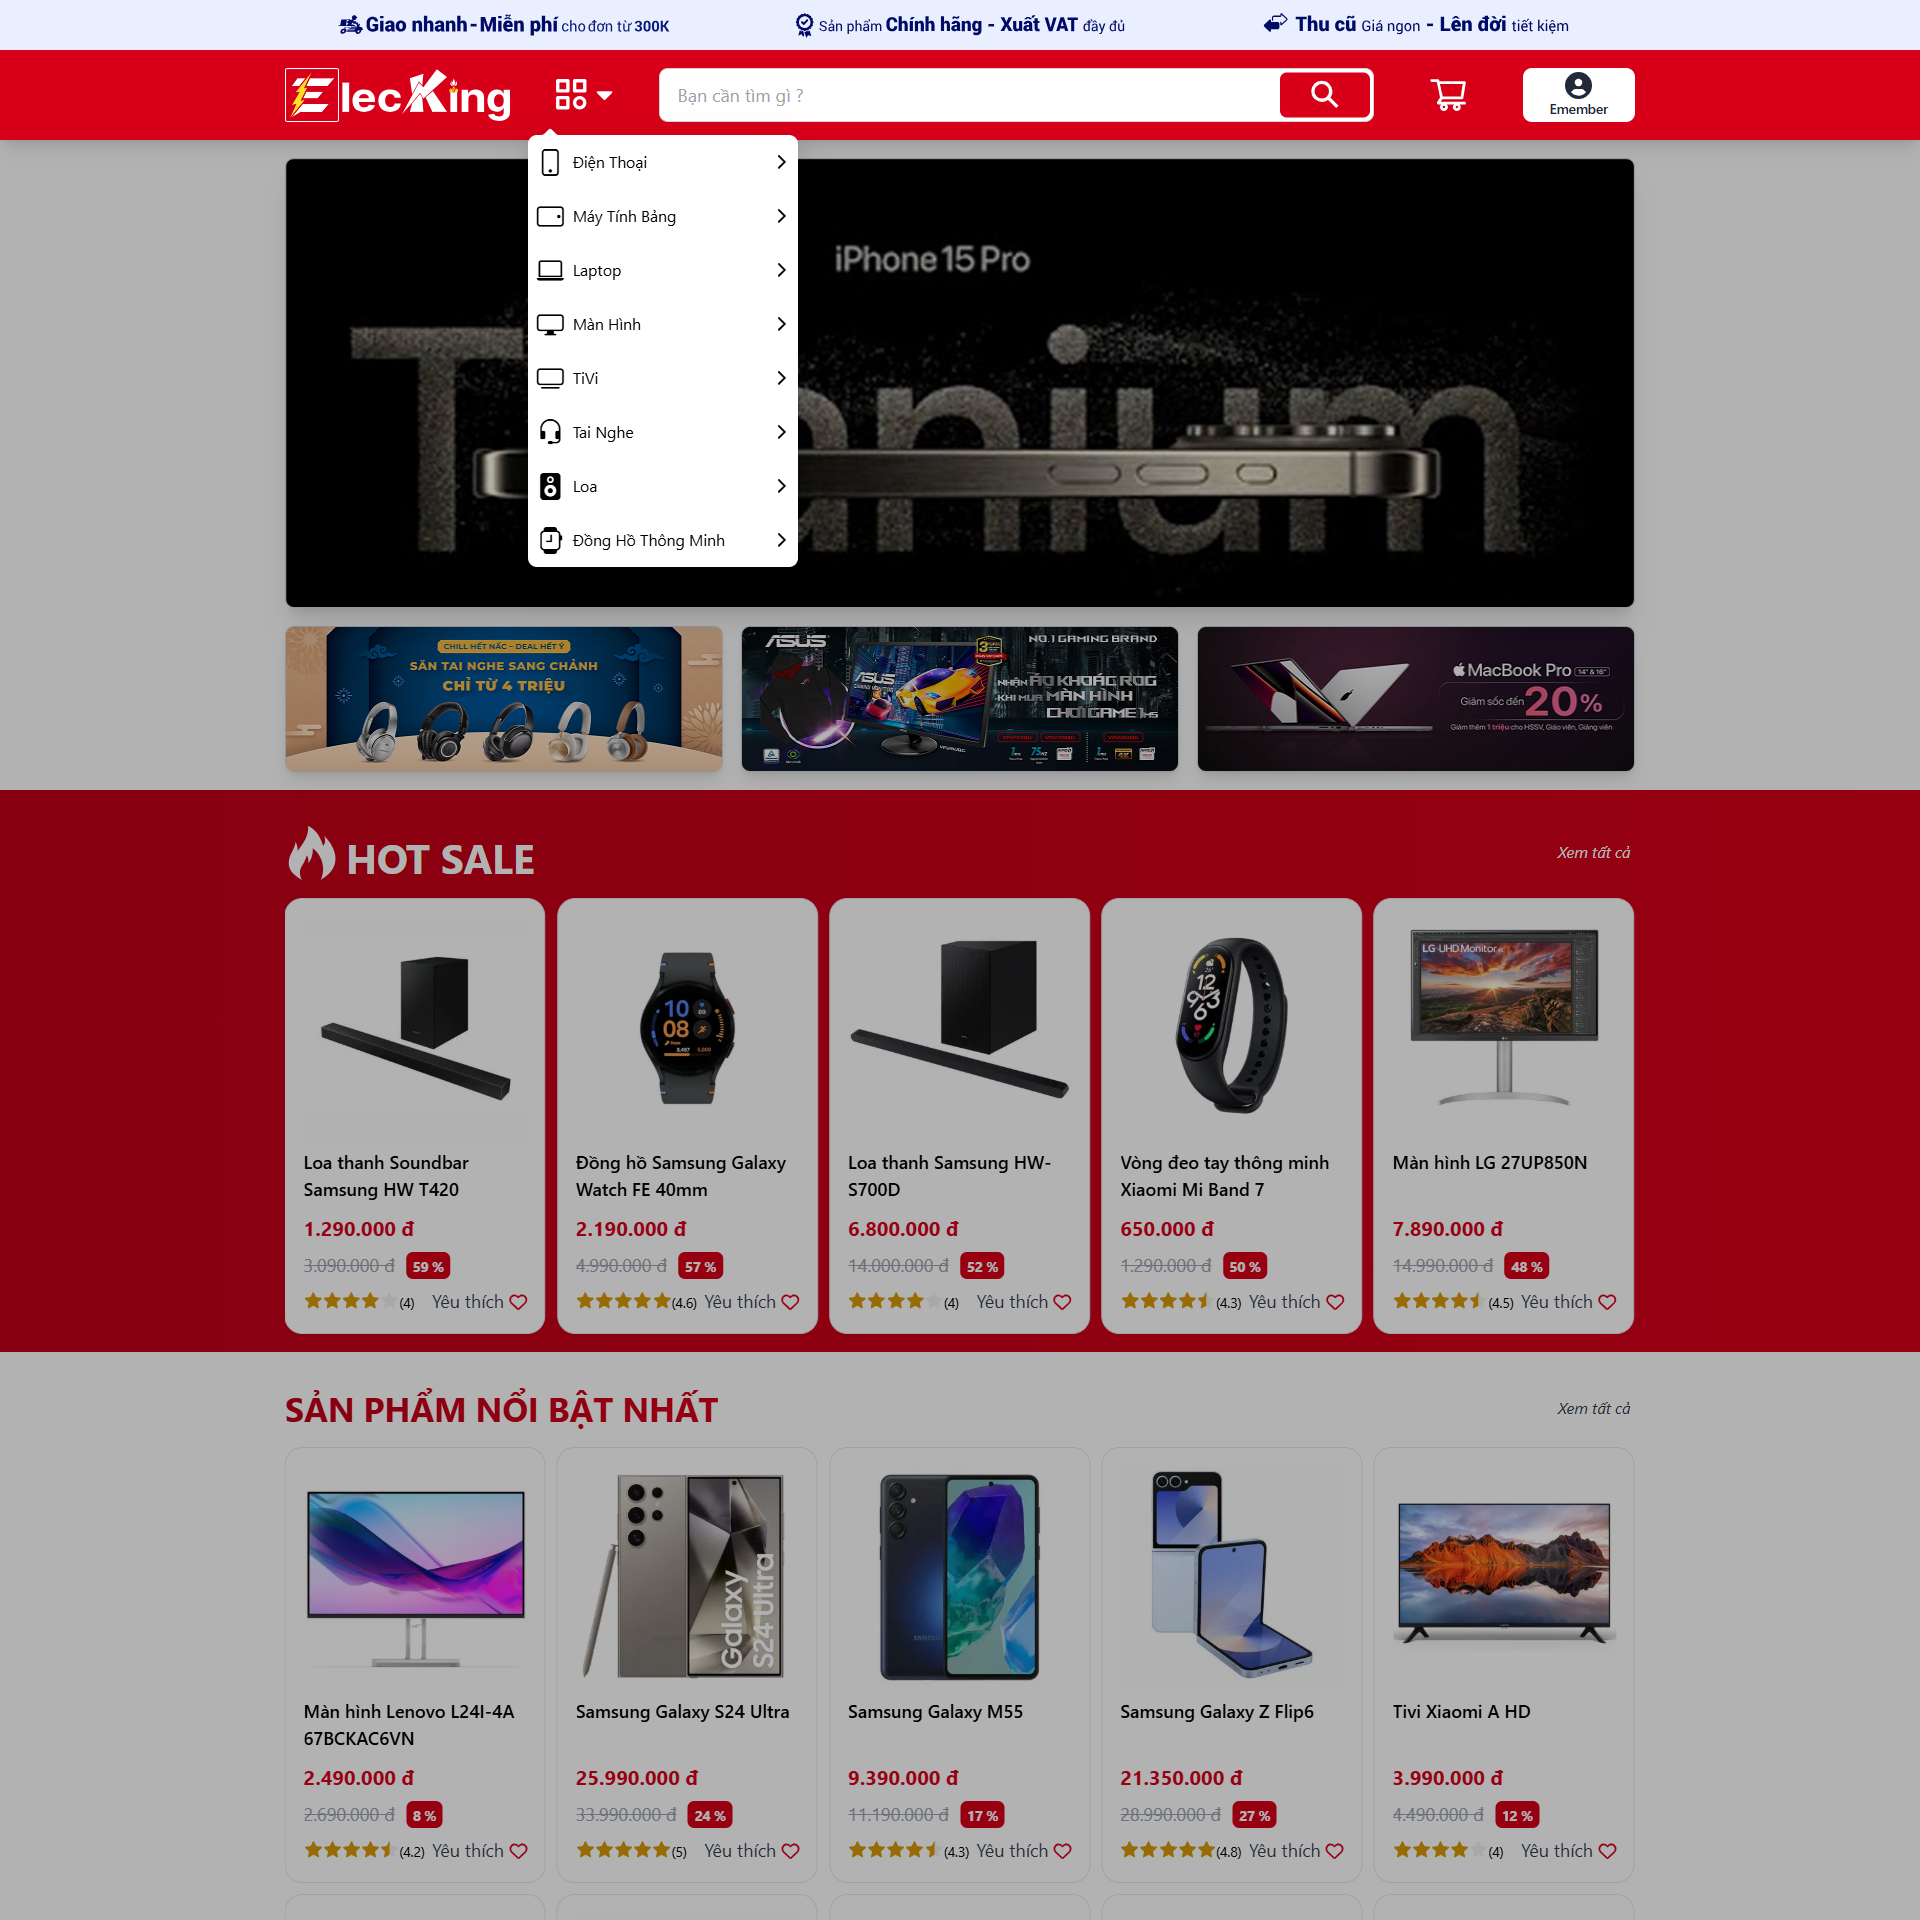 Giao nhanh - Miễn phí cho đơn từ 300K
Sản phẩm Chính hãng - Xuất VAT đầy đủ
Thu cũ Giá ngon - Lên đời tiết kiệm
ElecKing
Bạn cần tìm gì ?
Emember
Điện Thoại
Máy Tính Bảng
Laptop
Màn Hình
TiVi
Tai Nghe
Loa
Đồng Hồ Thông Minh
iPhone 15 Pro
CHILL HẾT NẤC – DEAL HẾT Ý
SĂN TAI NGHE SANG CHẢNH
CHỈ TỪ 4 TRIỆU
ASUS
NO.1 GAMING BRAND
NHẬN ÁO KHOÁC ROG
KHI MUA MÀN HÌNH
CHƠI GAME 1MS
MacBook Pro 14" & 16"
Giảm sốc đến 20%
Giảm thêm 1 triệu cho HSSV, Giáo viên, Giảng viên
HOT SALE
Xem tất cả
LG UHD Monitor
Loa thanh Soundbar Samsung HW T420
1.290.000 đ
3.090.000 đ 59 %
(4) Yêu thích
Đồng hồ Samsung Galaxy Watch FE 40mm
2.190.000 đ
4.990.000 đ 57 %
(4.6) Yêu thích
Loa thanh Samsung HW-S700D
6.800.000 đ
14.000.000 đ 52 %
(4) Yêu thích
Vòng đeo tay thông minh Xiaomi Mi Band 7
650.000 đ
1.290.000 đ 50 %
(4.3) Yêu thích
Màn hình LG 27UP850N
7.890.000 đ
14.990.000 đ 48 %
(4.5) Yêu thích
SẢN PHẨM NỔI BẬT NHẤT
Xem tất cả
Galaxy
S24 Ultra
Màn hình Lenovo L24I-4A 67BCKAC6VN
2.490.000 đ
2.690.000 đ 8 %
(4.2) Yêu thích
Samsung Galaxy S24 Ultra
25.990.000 đ
33.990.000 đ 24 %
(5) Yêu thích
Samsung Galaxy M55
9.390.000 đ
11.190.000 đ 17 %
(4.3) Yêu thích
Samsung Galaxy Z Flip6
21.350.000 đ
28.990.000 đ 27 %
(4.8) Yêu thích
Tivi Xiaomi A HD
3.990.000 đ
4.490.000 đ 12 %
(4) Yêu thích